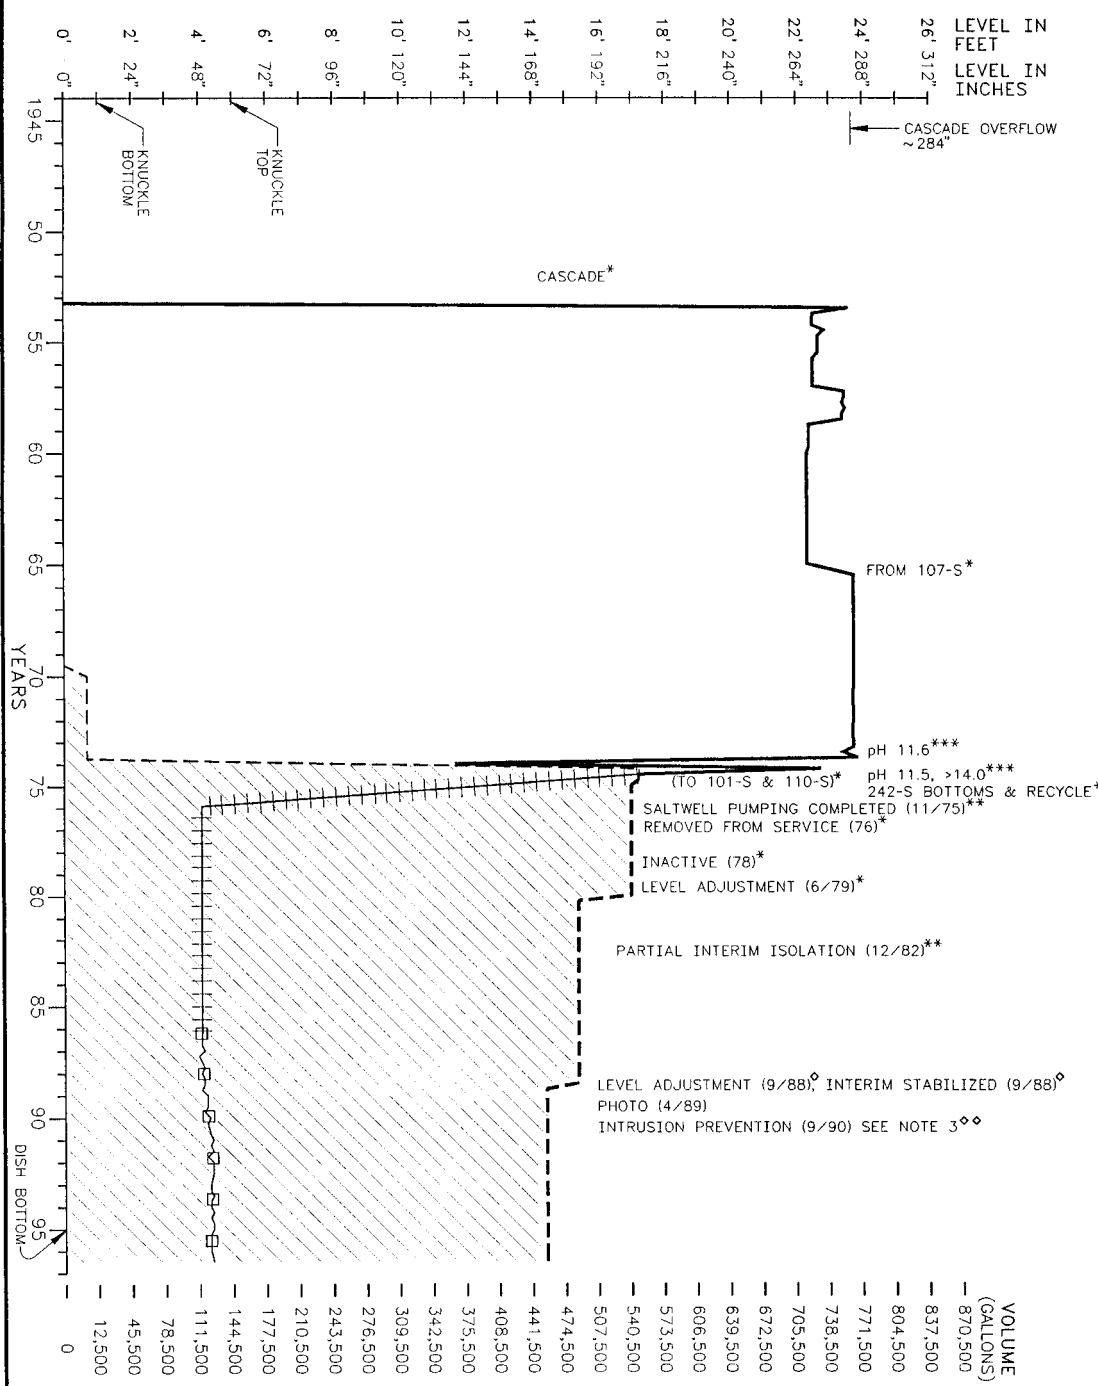 LEVEL IN
FEET
0' 2' 4' 6' 8' 10' 12' 14' 16' 18' 20' 22' 24' 26'
LEVEL IN
INCHES
0" 24" 48" 72" 96" 120" 144" 168" 192" 216" 240" 264" 288" 312"
CASCADE OVERFLOW
~284"
KNUCKLE
BOTTOM
KNUCKLE
TOP
1945 50 55 60 65 70 75 80 85 90 95
YEARS
CASCADE*
FROM 107-S*
pH 11.6***
(TO 101-S & 110-S)*
pH 11.5, >14.0***
242-S BOTTOMS & RECYCLE*
SALTWELL PUMPING COMPLETED (11/75)**
REMOVED FROM SERVICE (76)*
INACTIVE (78)*
LEVEL ADJUSTMENT (6/79)*
PARTIAL INTERIM ISOLATION (12/82)**
LEVEL ADJUSTMENT (9/88)◇, INTERIM STABILIZED (9/88)◇
PHOTO (4/89)
INTRUSION PREVENTION (9/90) SEE NOTE 3◇◇
DISH BOTTOM
VOLUME
(GALLONS)
0
12,500
45,500
78,500
111,500
144,500
177,500
210,500
243,500
276,500
309,500
342,500
375,500
408,500
441,500
474,500
507,500
540,500
573,500
606,500
639,500
672,500
705,500
738,500
771,500
804,500
837,500
870,500